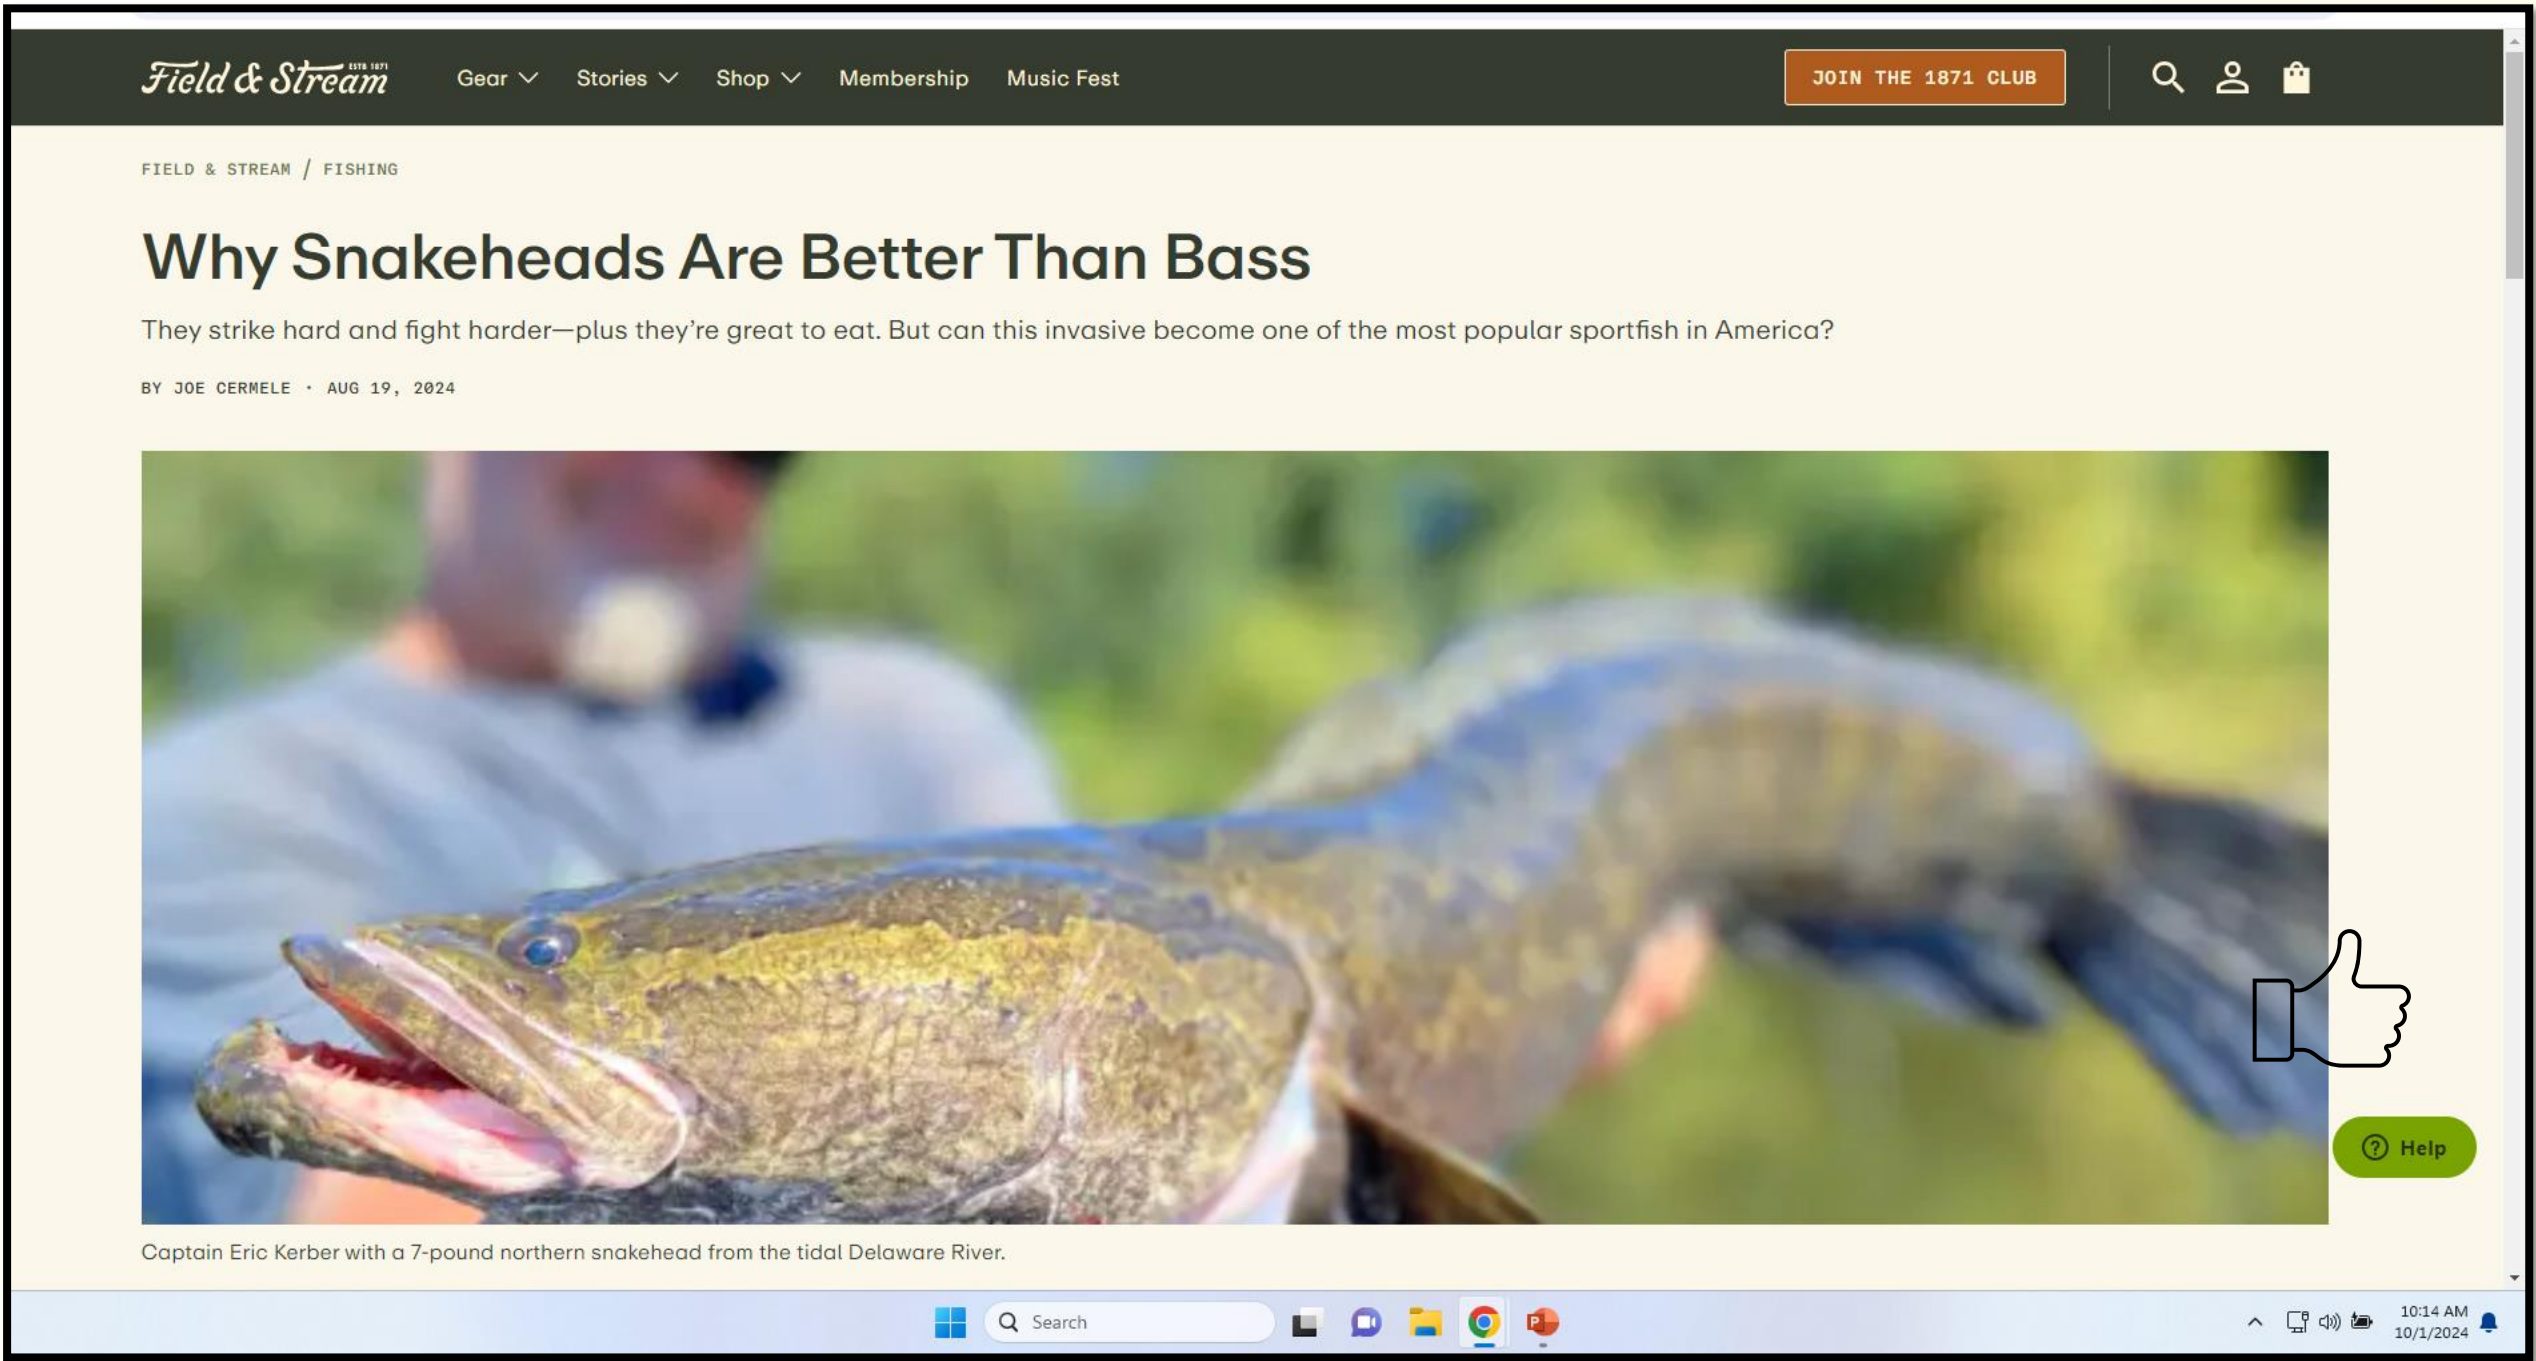 Field & Stream ESTB 1871
Gear Stories Shop Membership Music Fest JOIN THE 1871 CLUB
FIELD & STREAM / FISHING
Why Snakeheads Are Better Than Bass
They strike hard and fight harder—plus they're great to eat. But can this invasive become one of the most popular sportfish in America?
BY JOE CERMELE · AUG 19, 2024
Help
Captain Eric Kerber with a 7-pound northern snakehead from the tidal Delaware River.
Search
10:14 AM
10/1/2024